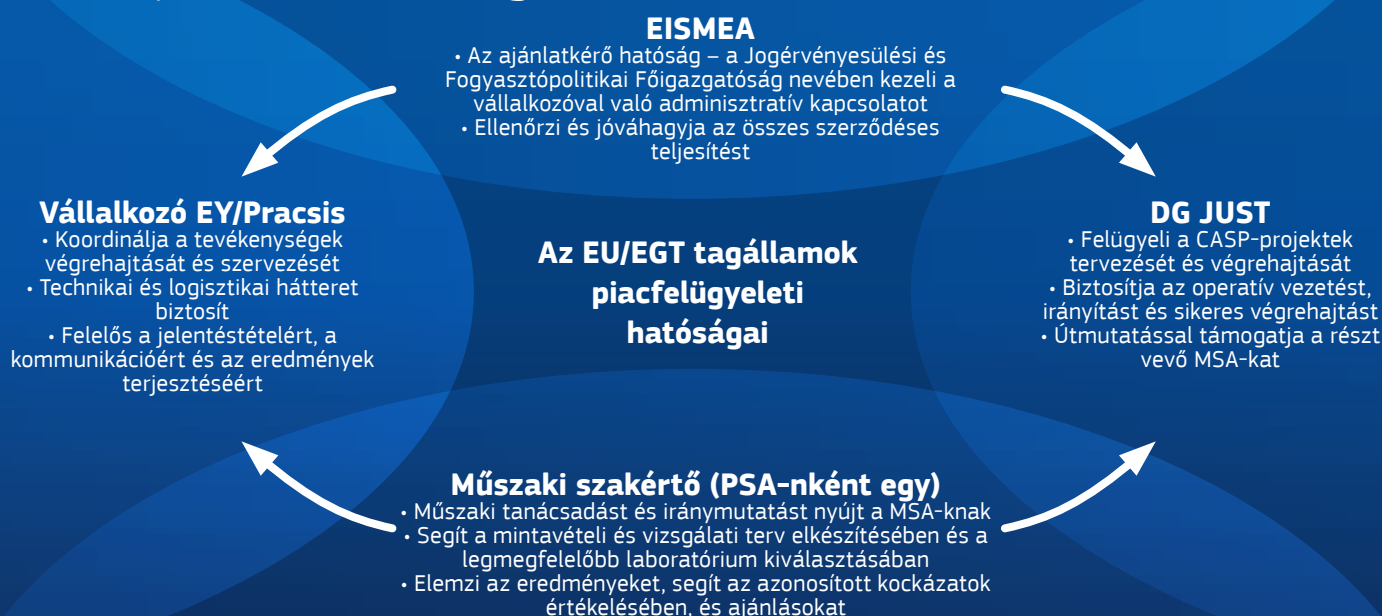 EISMEA
• Az ajánlatkérő hatóság – a Jogérvényesülési és
Fogyasztópolitikai Főigazgatóság nevében kezeli a
vállalkozóval való adminisztratív kapcsolatot
• Ellenőrzi és jóváhagyja az összes szerződéses
teljesítést
Vállalkozó EY/Pracsis
• Koordinálja a tevékenységek
végrehajtását és szervezését
• Technikai és logisztikai hátteret
biztosít
• Felelős a jelentéstételért, a
kommunikációért és az eredmények
terjesztéséért
Az EU/EGT tagállamok
piacfelügyeleti
hatóságai
DG JUST
• Felügyeli a CASP-projektek
tervezését és végrehajtását
• Biztosítja az operatív vezetést,
irányítást és sikeres végrehajtást
• Útmutatással támogatja a részt
vevő MSA-kat
Műszaki szakértő (PSA-nként egy)
• Műszaki tanácsadást és iránymutatást nyújt a MSA-knak
• Segít a mintavételi és vizsgálati terv elkészítésében és a
legmegfelelőbb laboratórium kiválasztásában
• Elemzi az eredményeket, segít az azonosított kockázatok
értékelésében, és ajánlásokat